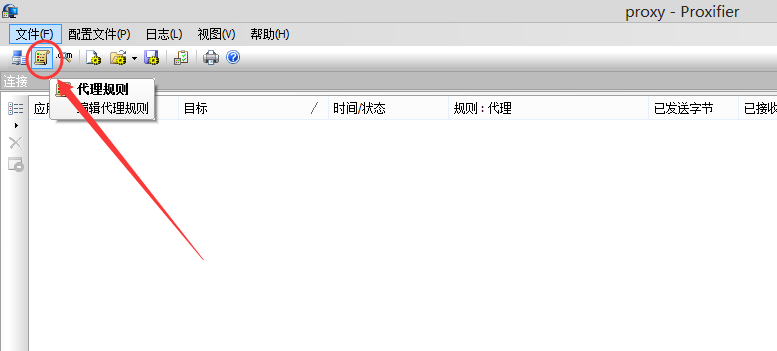 proxy - Proxifier
文件(F) 配置文件(P) 日志(L) 视图(V) 帮助(H)
连接
代理规则
编辑代理规则
目标 / 时间/状态 规则 : 代理 已发送字节 已接收